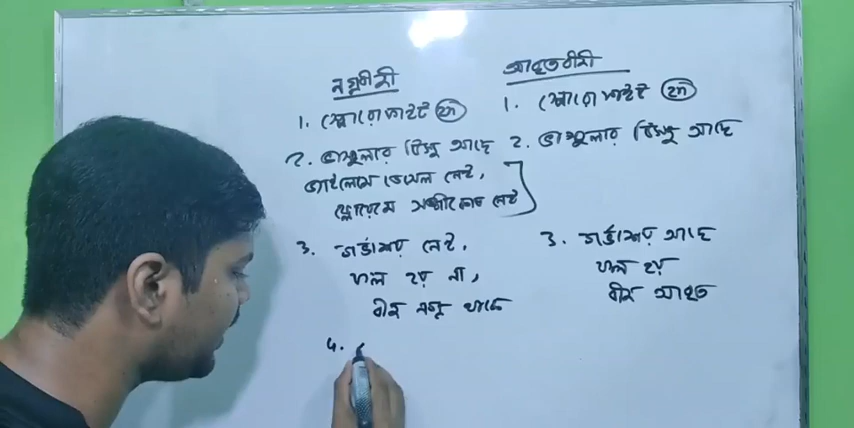 নগ্নবীজী
আবৃতবীজী
1. স্পোরোফাইট (2n)
1. স্পোরোফাইট (2n)
2. ভাস্কুলার টিস্যু আছে
2. ভাস্কুলার টিস্যু আছে
জাইলেমে ভেসেল নেই,
ফ্লোয়েমে সঙ্গীকোষ নেই
3. গর্ভাশয় নেই,
ফল হয় না,
বীজ নগ্ন থাকে
3. গর্ভাশয় আছে
ফল হয়
বীজ আবৃত
4.